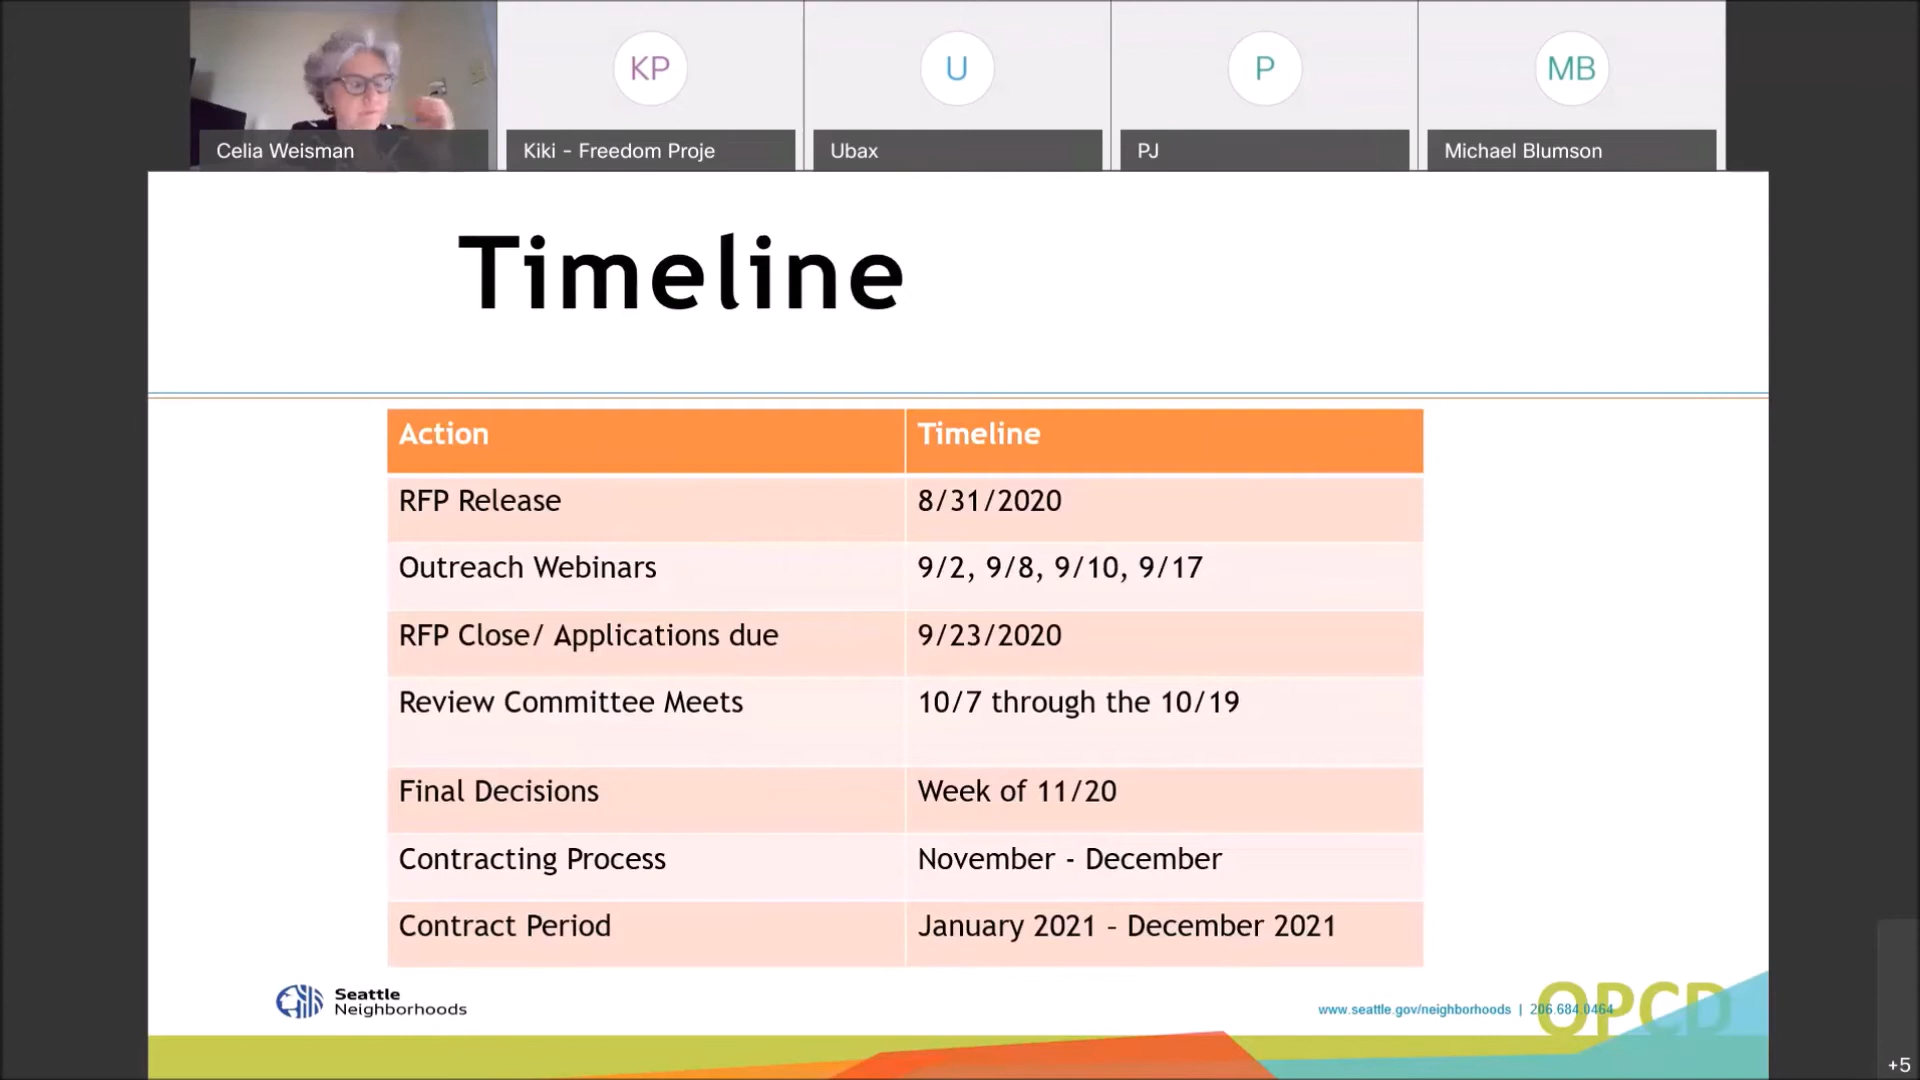 KP
U
P
MB
Celia Weisman
Kiki - Freedom Proje
Ubax
PJ
Michael Blumson
Timeline
Action
Timeline
RFP Release
8/31/2020
Outreach Webinars
9/2, 9/8, 9/10, 9/17
RFP Close/ Applications due
9/23/2020
Review Committee Meets
10/7 through the 10/19
Final Decisions
Week of 11/20
Contracting Process
November - December
Contract Period
January 2021 – December 2021
Seattle
Neighborhoods
www.seattle.gov/neighborhoods | 206.684.0464
OPCD
+5